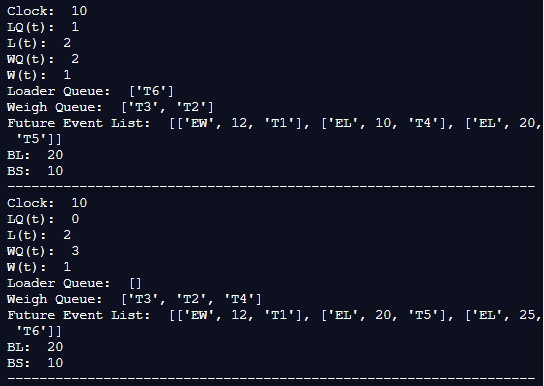 Clock:  10
LQ(t):  1
L(t):  2
WQ(t):  2
W(t):  1
Loader Queue:  ['T6']
Weigh Queue:  ['T3', 'T2']
Future Event List:  [['EW', 12, 'T1'], ['EL', 10, 'T4'], ['EL', 20,
 'T5']]
BL:  20
BS:  10
------------------------------------------------------------------
Clock:  10
LQ(t):  0
L(t):  2
WQ(t):  3
W(t):  1
Loader Queue:  []
Weigh Queue:  ['T3', 'T2', 'T4']
Future Event List:  [['EW', 12, 'T1'], ['EL', 20, 'T5'], ['EL', 25,
 'T6']]
BL:  20
BS:  10
------------------------------------------------------------------